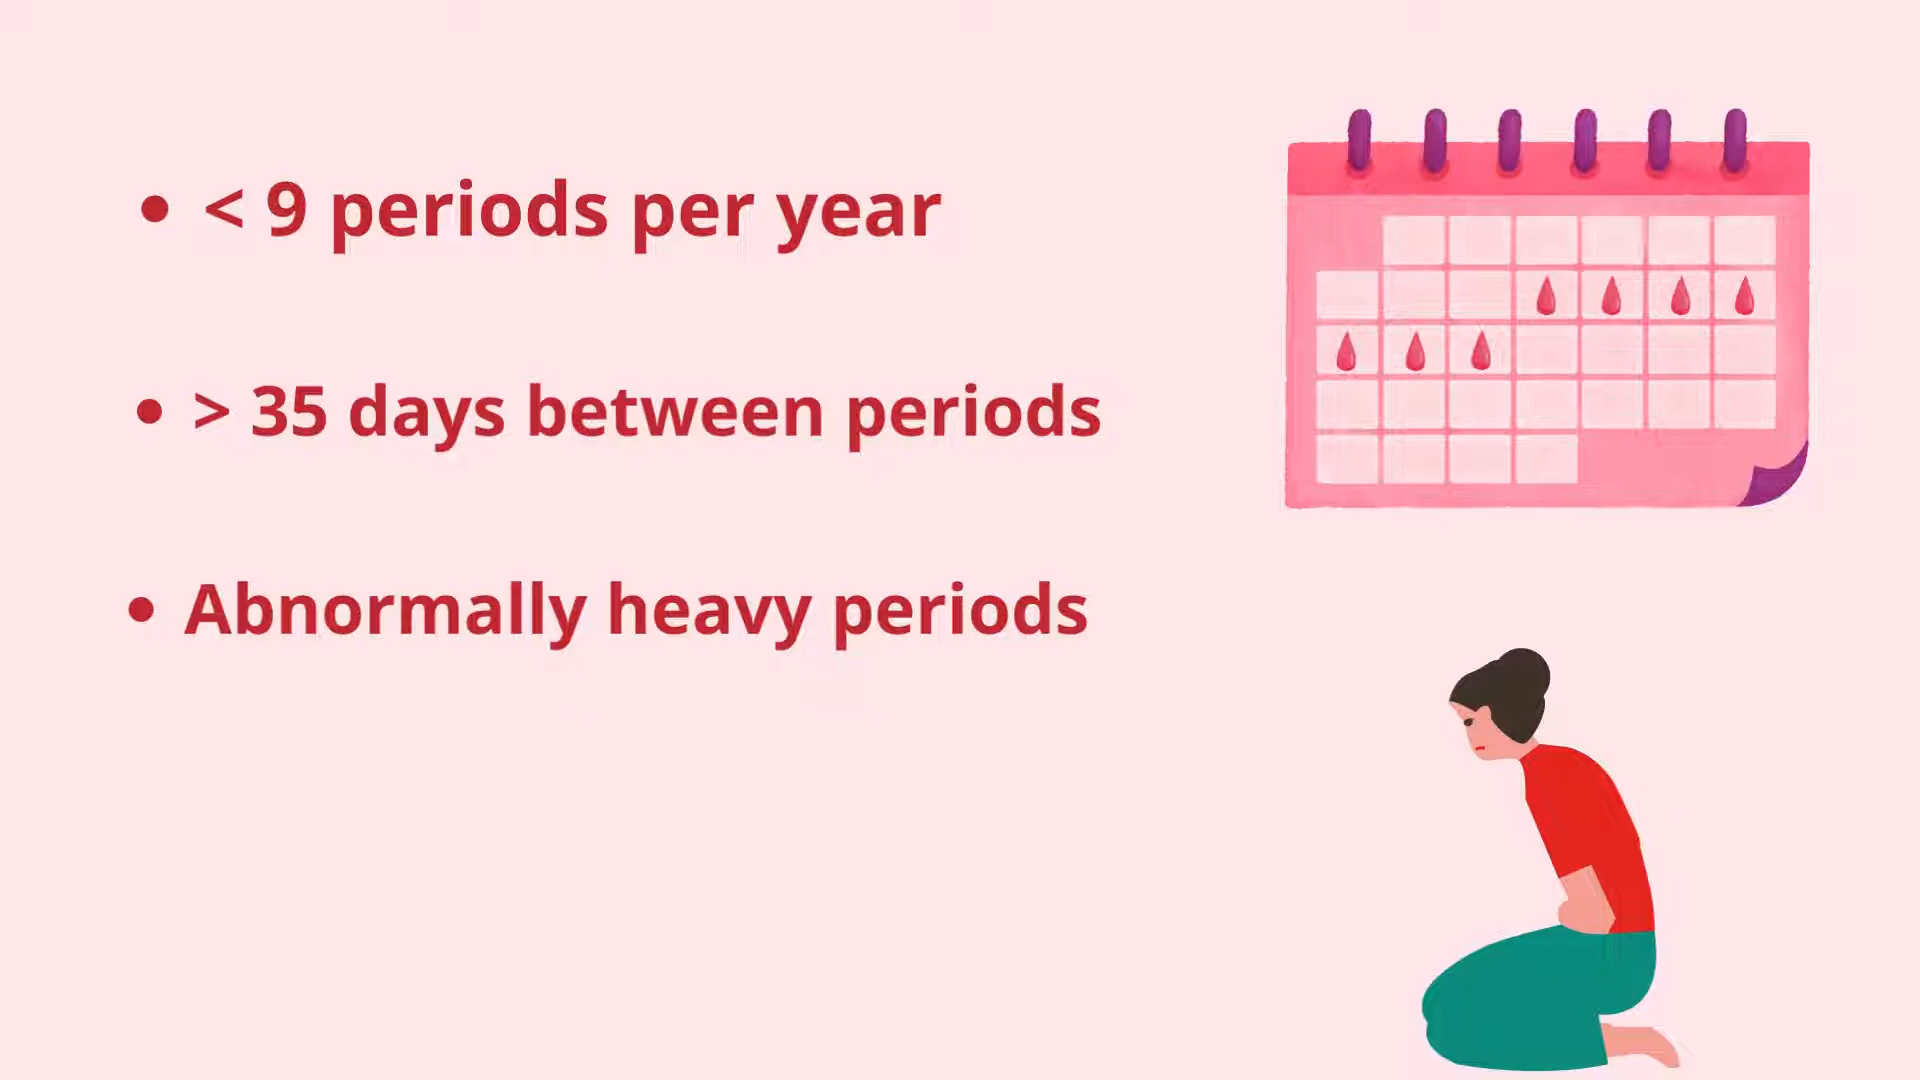 • < 9 periods per year
• > 35 days between periods
• Abnormally heavy periods